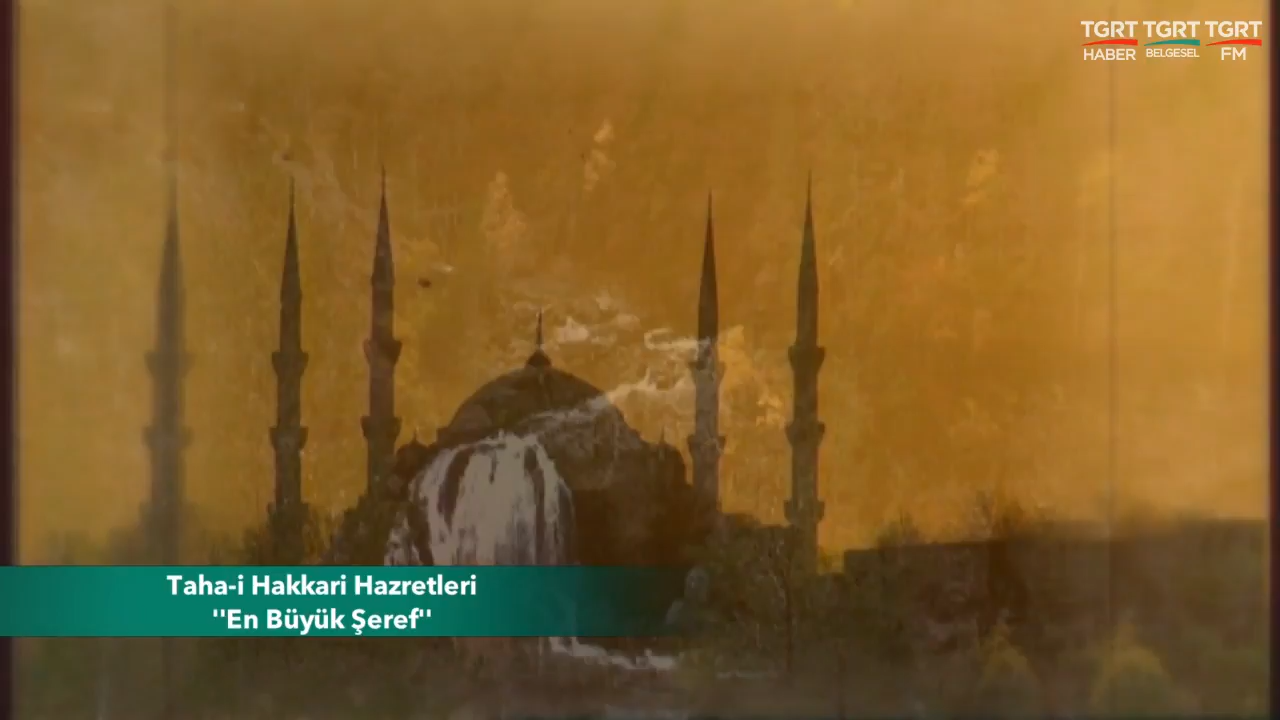 TGRT TGRT TGRT
HABER BELGESEL FM
Taha-i Hakkari Hazretleri
''En Büyük Şeref''